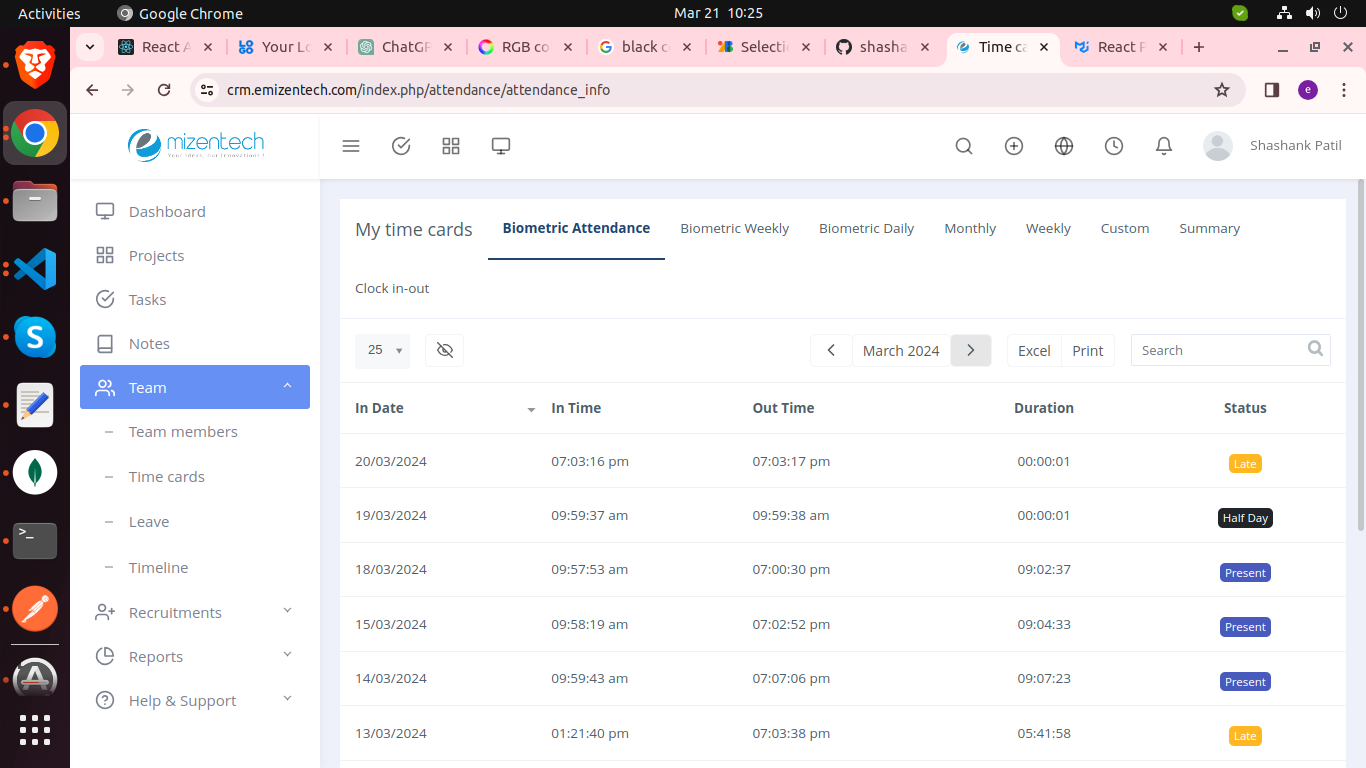 Activities Google Chrome Mar 21 10:25
React A Your Lo ChatGP RGB co black c Selecti shasha Time ca React F
crm.emizentech.com/index.php/attendance/attendance_info e
mizentech
Your ideas, our innovations!
Shashank Patil
Dashboard
Projects
Tasks
Notes
Team
Team members
Time cards
Leave
Timeline
Recruitments
Reports
Help & Support
My time cards Biometric Attendance Biometric Weekly Biometric Daily Monthly Weekly Custom Summary
Clock in-out
25 March 2024 Excel Print Search
In Date In Time Out Time Duration Status
20/03/2024 07:03:16 pm 07:03:17 pm 00:00:01 Late
19/03/2024 09:59:37 am 09:59:38 am 00:00:01 Half Day
18/03/2024 09:57:53 am 07:00:30 pm 09:02:37 Present
15/03/2024 09:58:19 am 07:02:52 pm 09:04:33 Present
14/03/2024 09:59:43 am 07:07:06 pm 09:07:23 Present
13/03/2024 01:21:40 pm 07:03:38 pm 05:41:58 Late